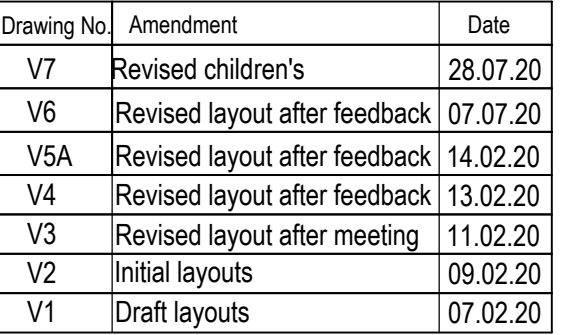 Drawing No. Amendment Date
V7 Revised children's 28.07.20
V6 Revised layout after feedback 07.07.20
V5A Revised layout after feedback 14.02.20
V4 Revised layout after feedback 13.02.20
V3 Revised layout after meeting 11.02.20
V2 Initial layouts 09.02.20
V1 Draft layouts 07.02.20